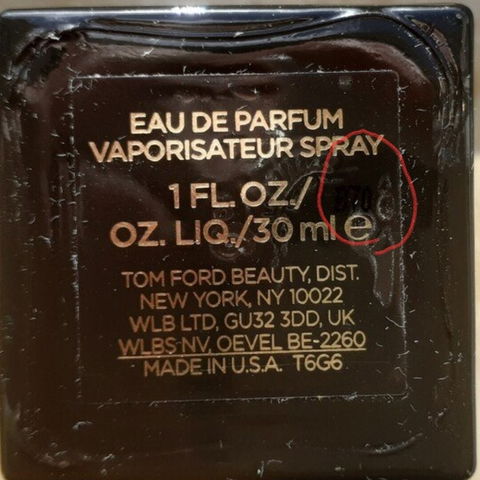 EAU DE PARFUM
VAPORISATEUR SPRAY
1 FL. OZ./
OZ. LIQ./30 ml e
TOM FORD BEAUTY, DIST.
NEW YORK, NY 10022
WLB LTD, GU32 3DD, UK
WLBS-NV, OEVEL BE-2260
MADE IN U.S.A. T6G6